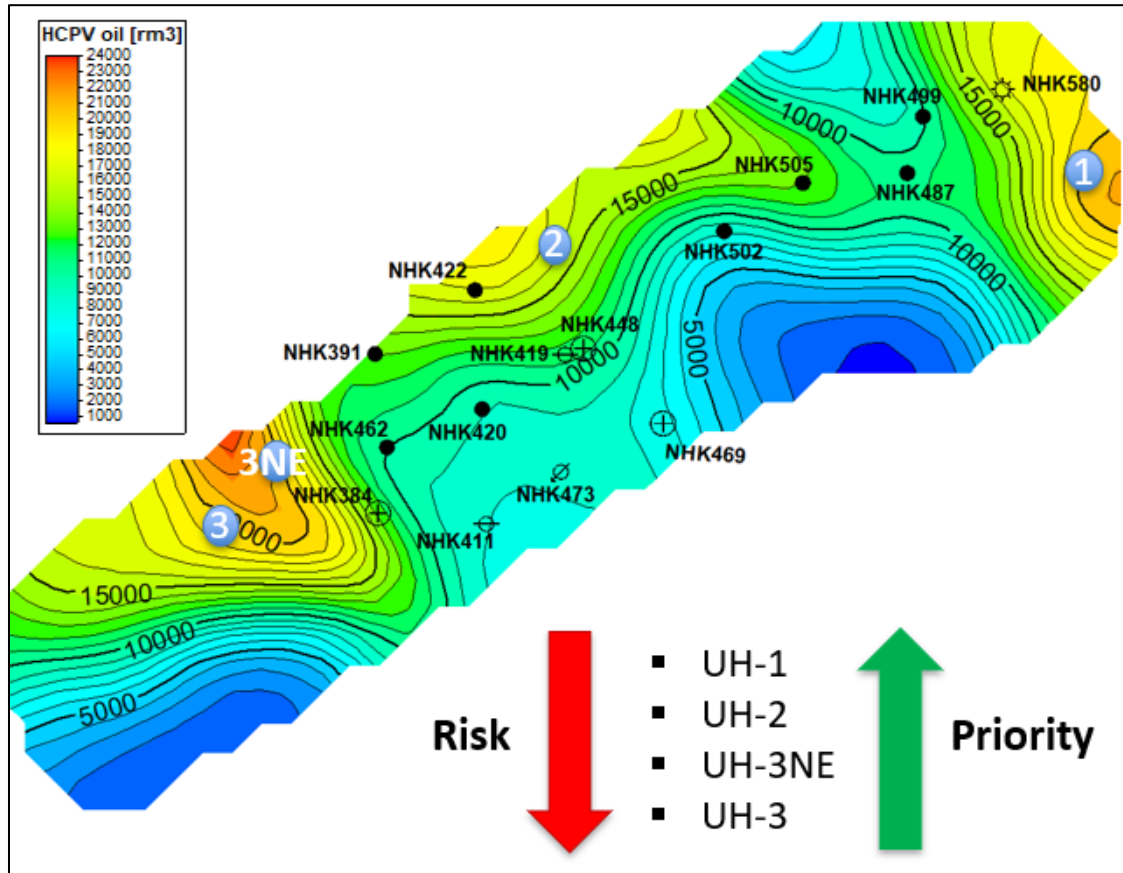 HCPV oil [rm3]
24000
23000
22000
21000
20000
19000
18000
17000
16000
15000
14000
13000
12000
11000
10000
9000
8000
7000
6000
5000
4000
3000
2000
1000
NHK580
NHK499
10000
15000
1
NHK505
NHK487
15000
2
NHK502
10000
NHK422
NHK448
5000
NHK391
NHK419
10000
NHK462
NHK420
NHK469
3NE
NHK473
NHK384
3
NHK411
15000
10000
5000
Risk
Priority
▪ UH-1
▪ UH-2
▪ UH-3NE
▪ UH-3